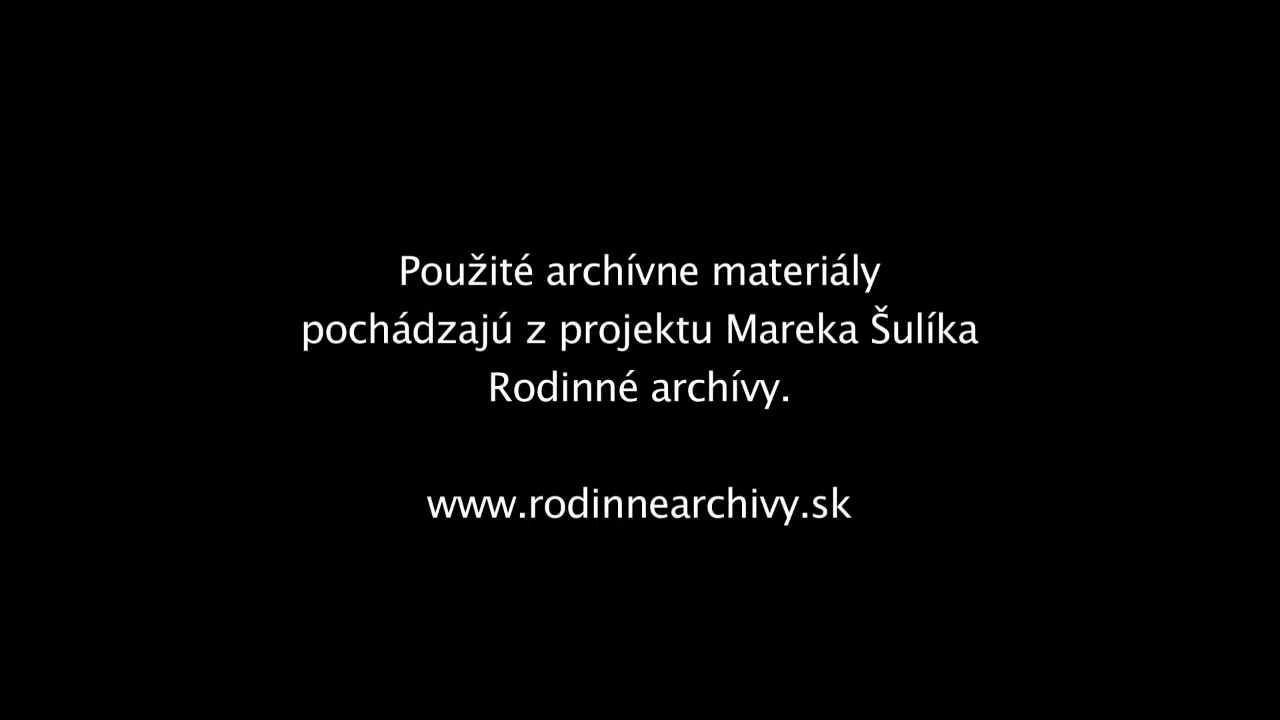 Použité archívne materiály
pochádzajú z projektu Mareka Šulíka
Rodinné archívy.
www.rodinnearchivy.sk